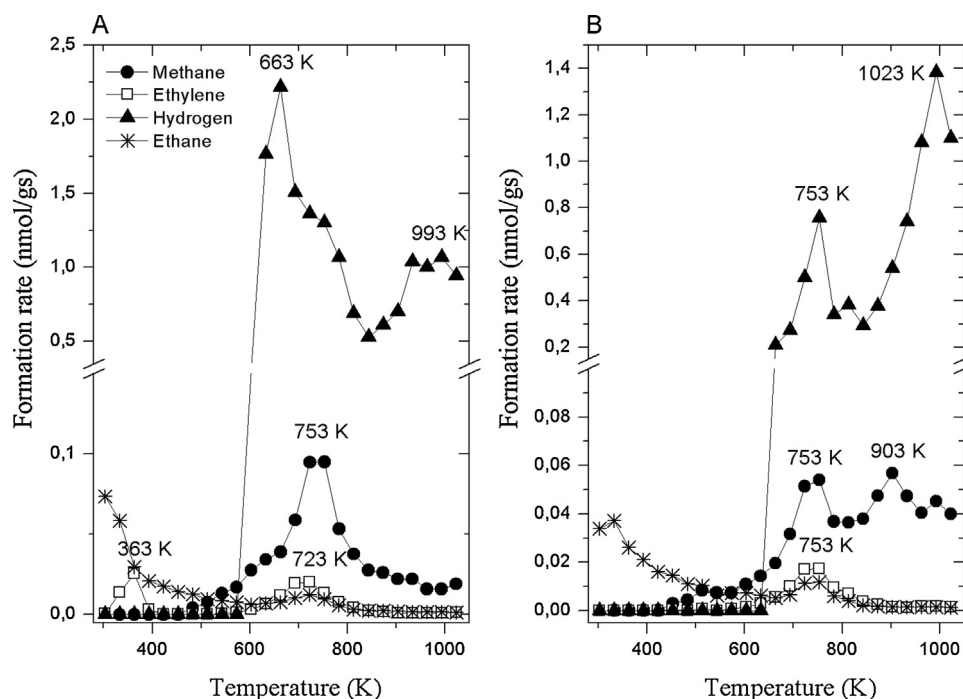 A
Formation rate (nmol/gs)
2,5
2,0
1,5
1,0
0,5
0,1
0,0
Methane
Ethylene
Hydrogen
Ethane
663 K
993 K
753 K
363 K
723 K
400 600 800 1000
Temperature (K)
B
Formation rate (nmol/gs)
1,4
1,2
1,0
0,8
0,6
0,4
0,2
0,08
0,06
0,04
0,02
0,00
1023 K
753 K
753 K
903 K
753 K
400 600 800 1000
Temperature (K)